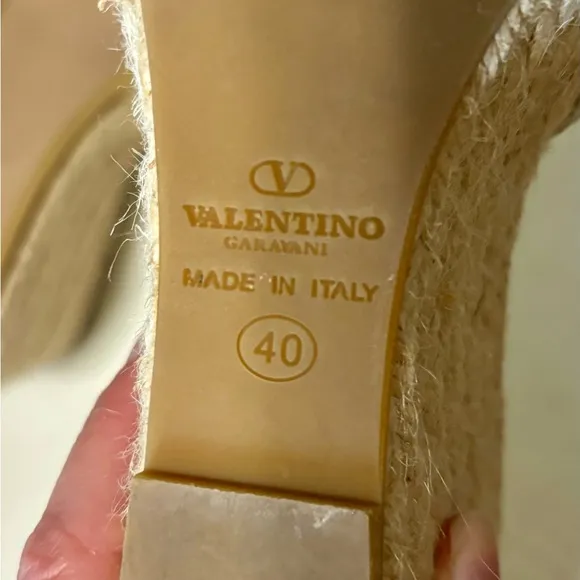 V
VALENTINO
GARAVANI
MADE IN ITALY
40